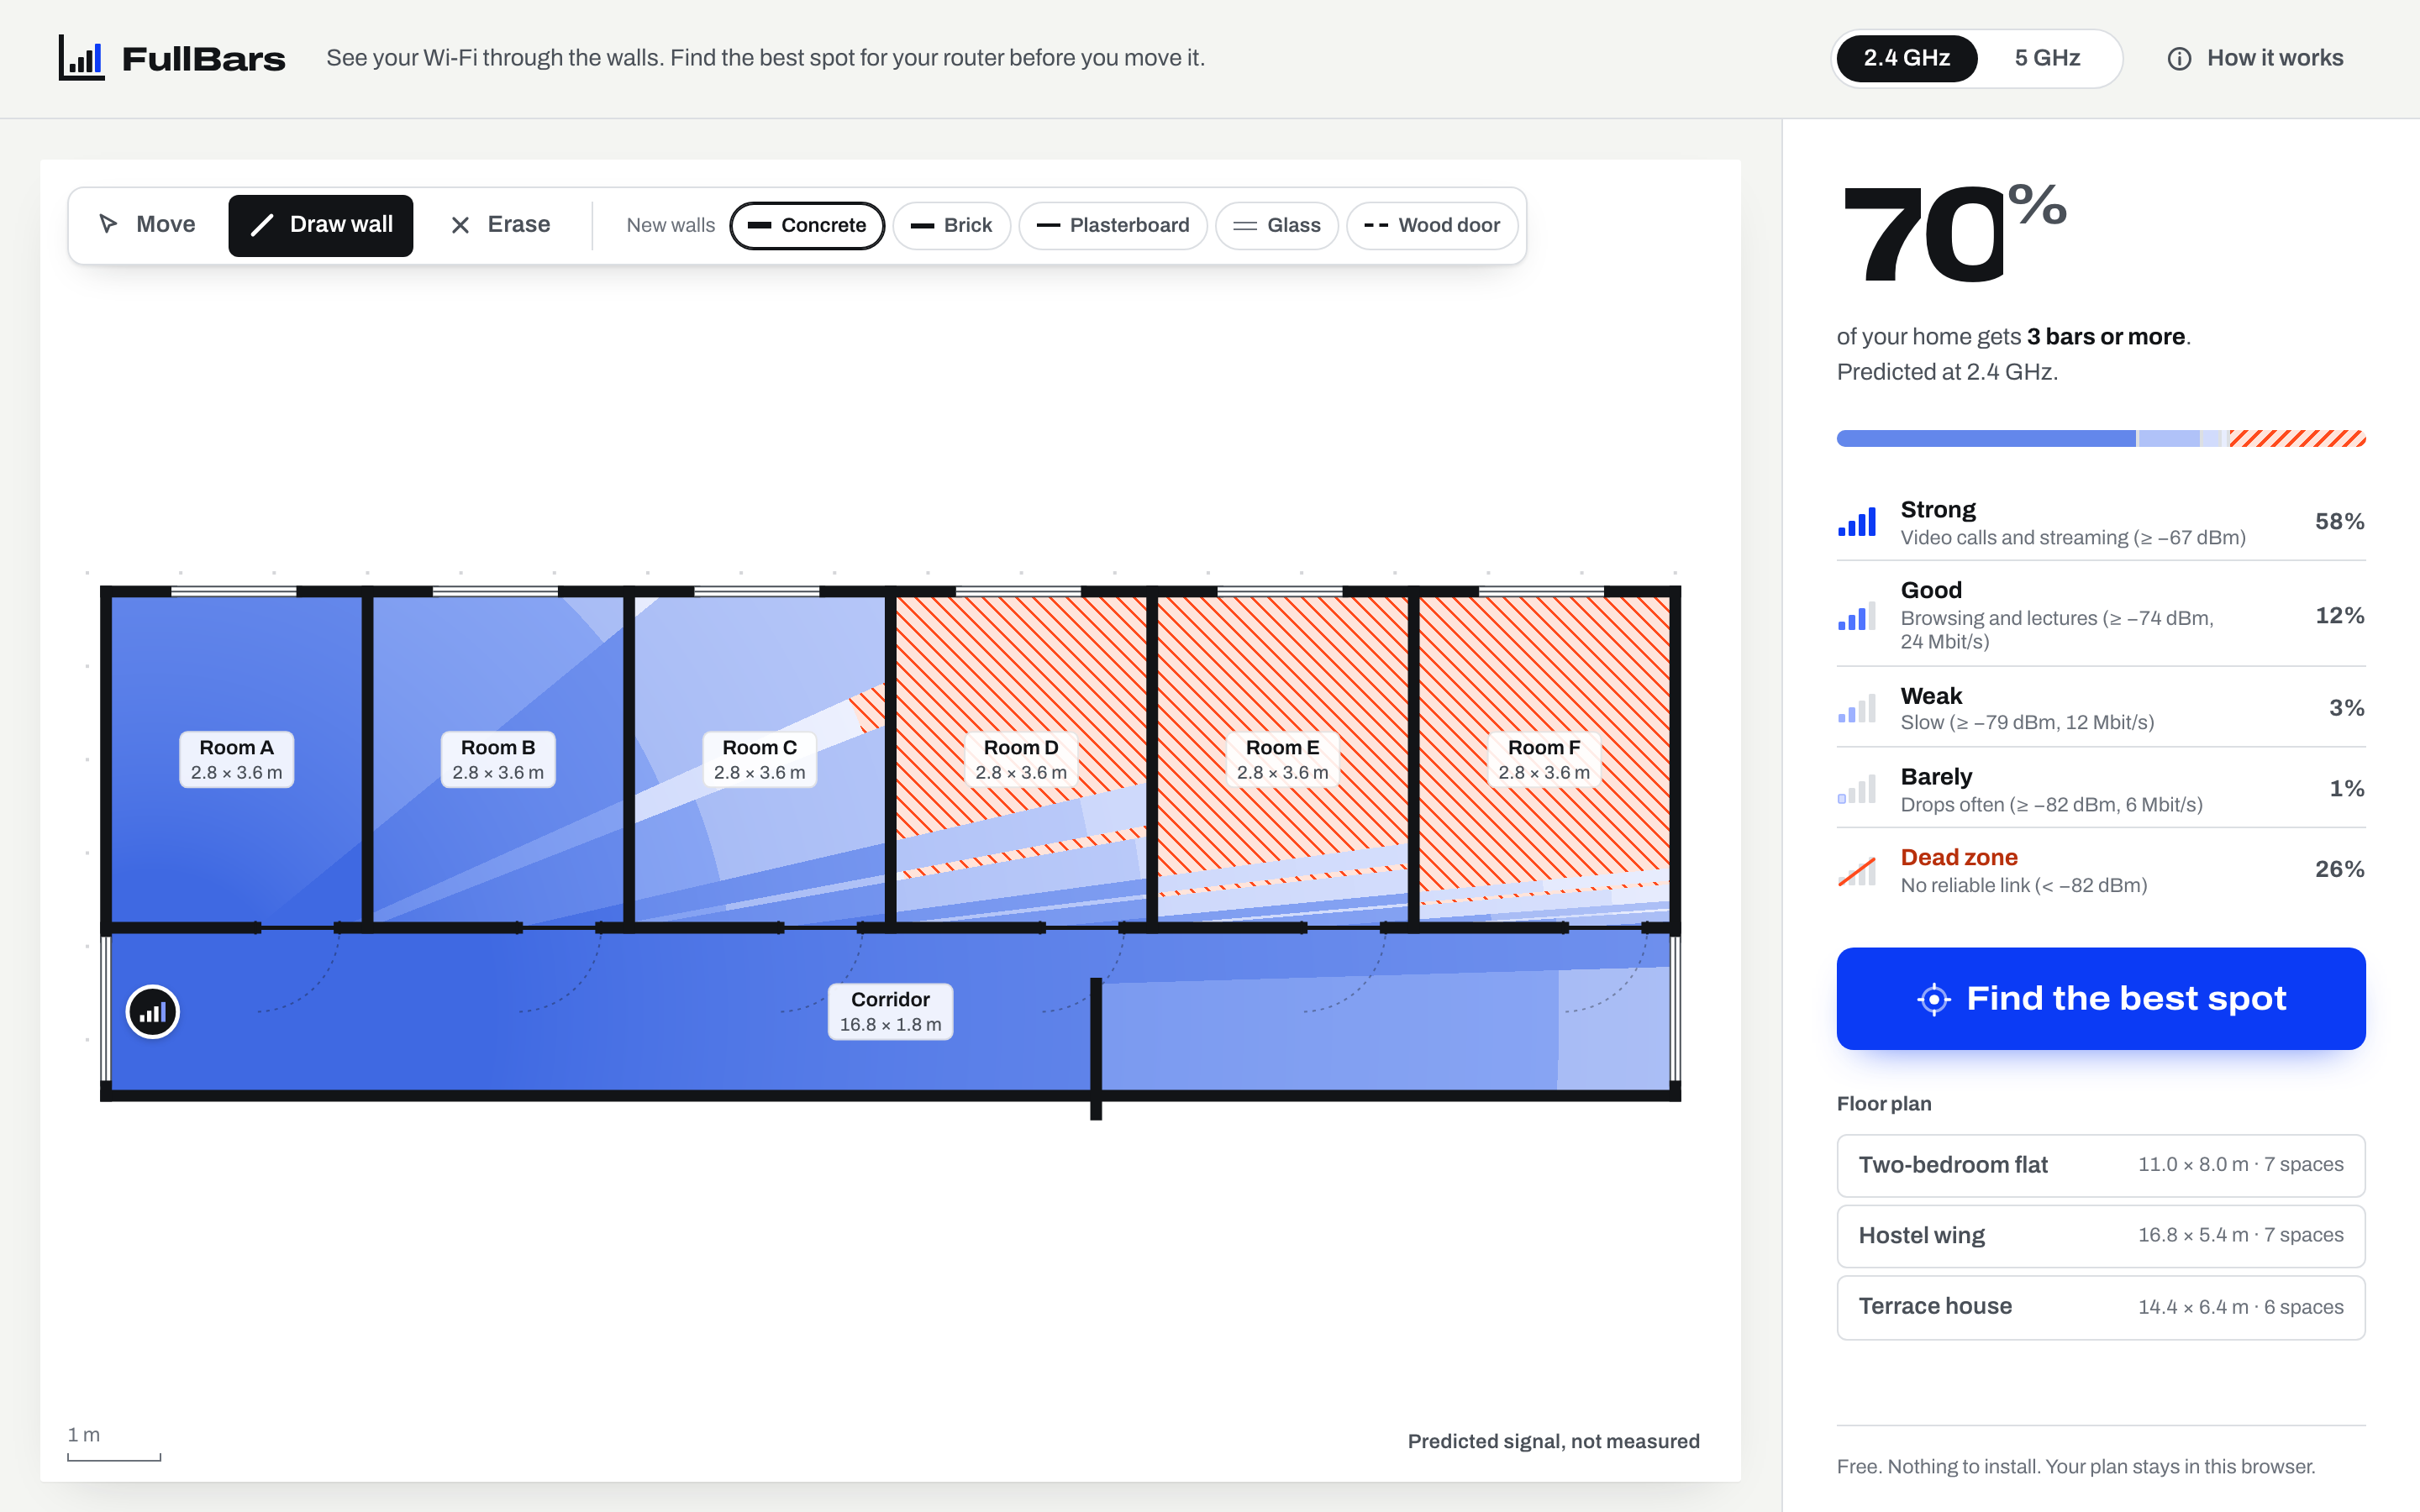 FullBars
See your Wi-Fi through the walls. Find the best spot for your router before you move it.
2.4 GHz
5 GHz
How it works
Move
Draw wall
Erase
New walls
Concrete
Brick
Plasterboard
Glass
Wood door
Room A
2.8 × 3.6 m
Room B
2.8 × 3.6 m
Room C
2.8 × 3.6 m
Room D
2.8 × 3.6 m
Room E
2.8 × 3.6 m
Room F
2.8 × 3.6 m
Corridor
16.8 × 1.8 m
1 m
Predicted signal, not measured
70%
of your home gets 3 bars or more.
Predicted at 2.4 GHz.
Strong
Video calls and streaming (≥ −67 dBm)
58%
Good
Browsing and lectures (≥ −74 dBm,
24 Mbit/s)
12%
Weak
Slow (≥ −79 dBm, 12 Mbit/s)
3%
Barely
Drops often (≥ −82 dBm, 6 Mbit/s)
1%
Dead zone
No reliable link (< −82 dBm)
26%
Find the best spot
Floor plan
Two-bedroom flat
11.0 × 8.0 m · 7 spaces
Hostel wing
16.8 × 5.4 m · 7 spaces
Terrace house
14.4 × 6.4 m · 6 spaces
Free. Nothing to install. Your plan stays in this browser.